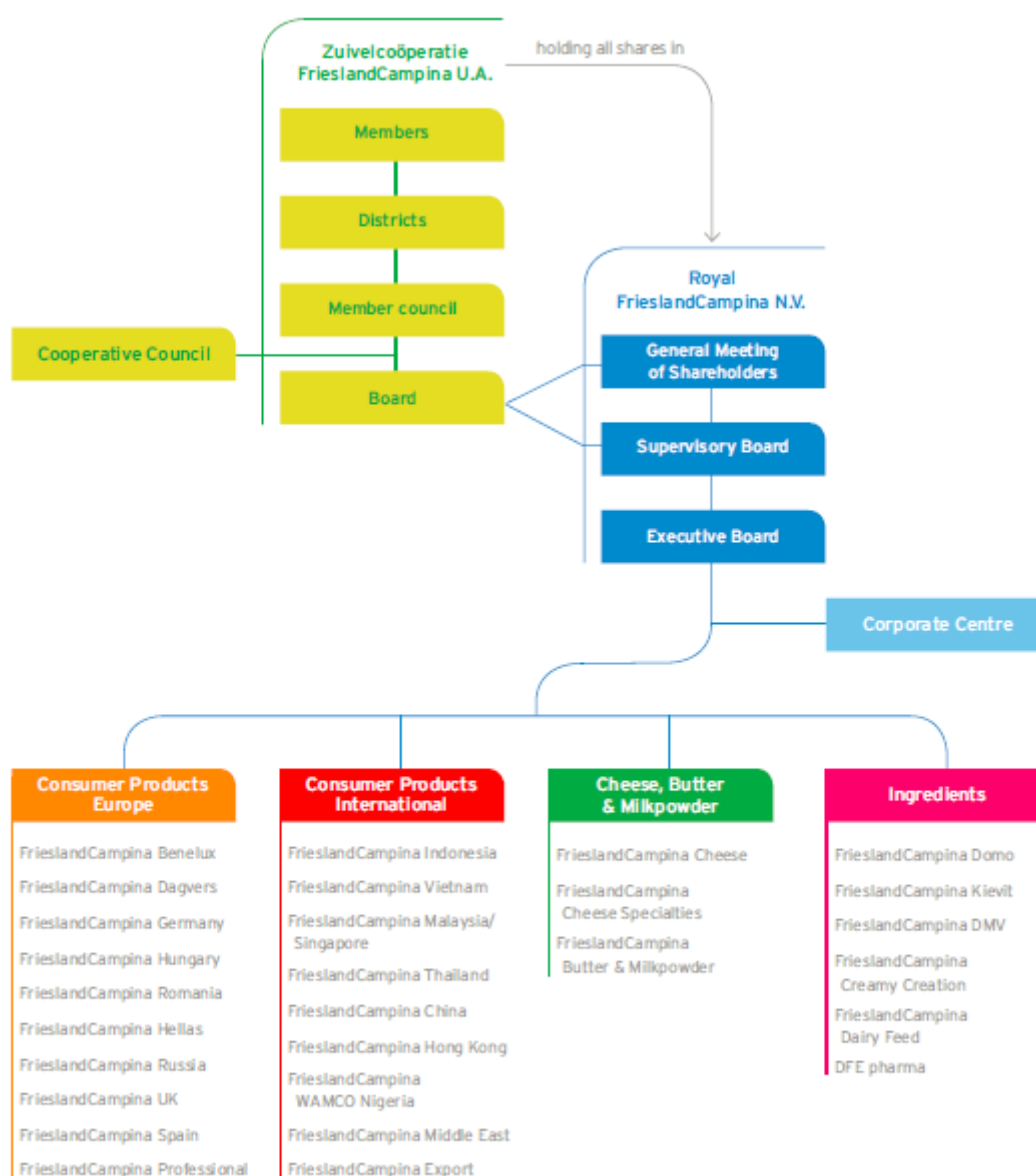 Zuivelcoöperatie
FrieslandCampina U.A.
holding all shares in
Members
Districts
Member council
Cooperative Council
Board
Royal
FrieslandCampina N.V.
General Meeting
of Shareholders
Supervisory Board
Executive Board
Corporate Centre
Consumer Products
Europe
FrieslandCampina Benelux
FrieslandCampina Dagvers
FrieslandCampina Germany
FrieslandCampina Hungary
FrieslandCampina Romania
FrieslandCampina Hellas
FrieslandCampina Russia
FrieslandCampina UK
FrieslandCampina Spain
FrieslandCampina Professional
Consumer Products
International
FrieslandCampina Indonesia
FrieslandCampina Vietnam
FrieslandCampina Malaysia/
Singapore
FrieslandCampina Thailand
FrieslandCampina China
FrieslandCampina Hong Kong
FrieslandCampina
WAMCO Nigeria
FrieslandCampina Middle East
FrieslandCampina Export
Cheese, Butter
& Milkpowder
FrieslandCampina Cheese
FrieslandCampina
Cheese Specialties
FrieslandCampina
Butter & Milkpowder
Ingredients
FrieslandCampina Domo
FrieslandCampina Kievit
FrieslandCampina DMV
FrieslandCampina
Creamy Creation
FrieslandCampina
Dairy Feed
DFE pharma